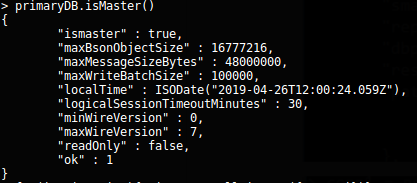 > primaryDB.isMaster()
{
        "ismaster" : true,
        "maxBsonObjectSize" : 16777216,
        "maxMessageSizeBytes" : 48000000,
        "maxWriteBatchSize" : 100000,
        "localTime" : ISODate("2019-04-26T12:00:24.059Z"),
        "logicalSessionTimeoutMinutes" : 30,
        "minWireVersion" : 0,
        "maxWireVersion" : 7,
        "readOnly" : false,
        "ok" : 1
}